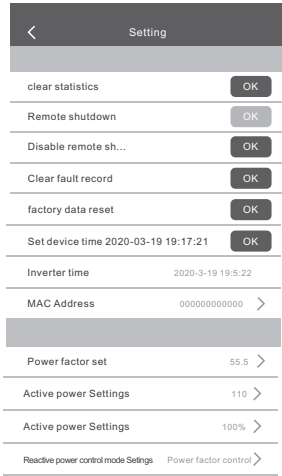 Setting
clear statistics OK
Remote shutdown OK
Disable remote sh... OK
Clear fault record OK
factory data reset OK
Set device time 2020-03-19 19:17:21 OK
Inverter time 2020-3-19 19:5:22
MAC Address 000000000000
Power factor set 55.5
Active power Settings 110
Active power Settings 100%
Reactive power control mode Setings Power factor control